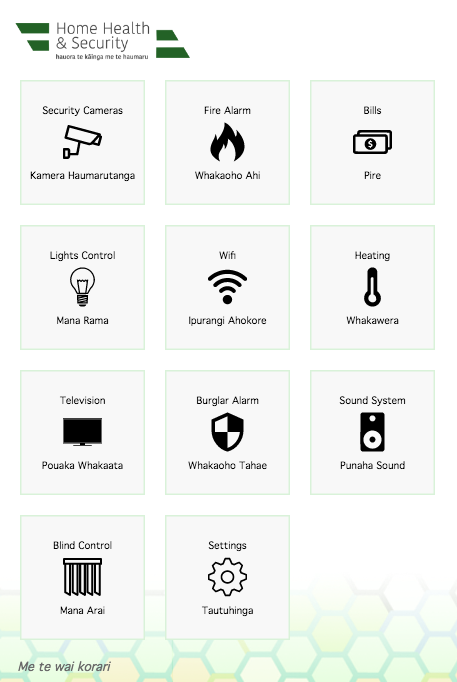 Home Health
& Security
hauora te kāinga me te haumaru
Security Cameras
Kamera Haumarutanga
Fire Alarm
Whakaoho Ahi
Bills
$
Pire
Lights Control
Mana Rama
Wifi
Ipurangi Ahokore
Heating
Whakawera
Television
Pouaka Whakaata
Burglar Alarm
Whakaoho Tahae
Sound System
Punaha Sound
Blind Control
Mana Arai
Settings
Tautuhinga
Me te wai korari